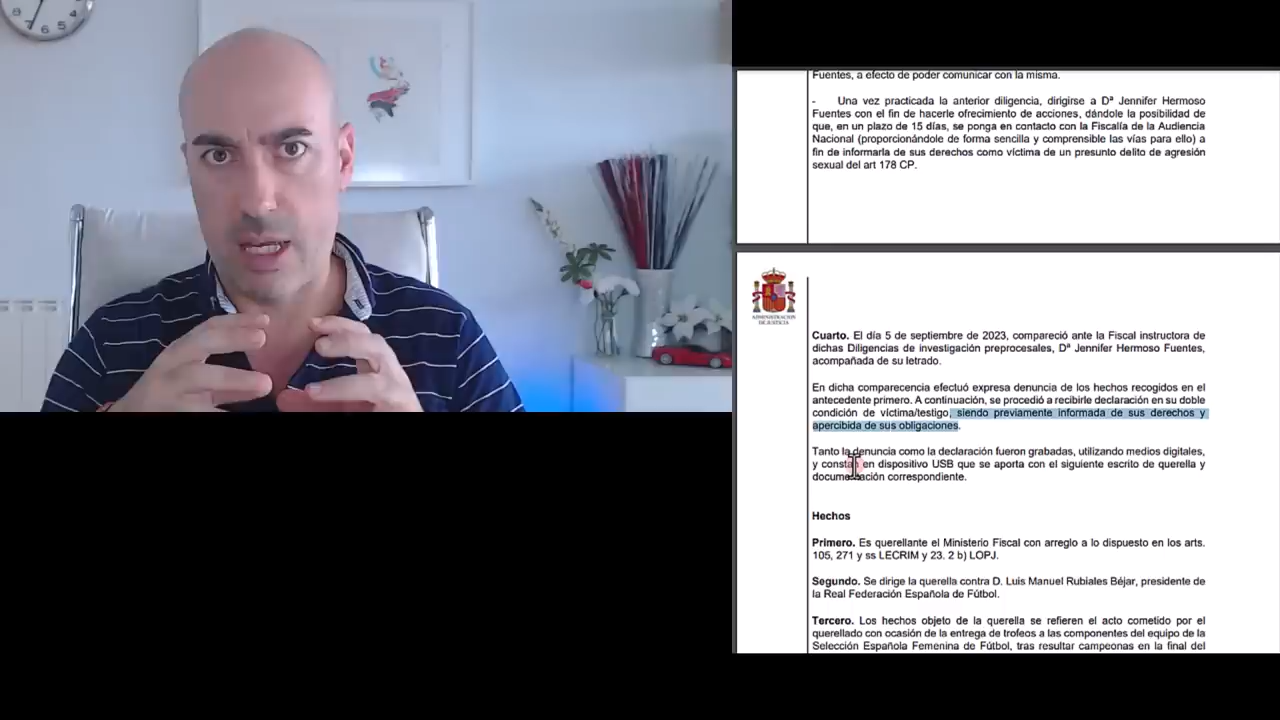 Fuentes, a efecto de poder comunicar con la misma.
- Una vez practicada la anterior diligencia, dirigirse a Dª Jennifer Hermoso
Fuentes con el fin de hacerle ofrecimiento de acciones, dándole la posibilidad de
que, en un plazo de 15 días, se ponga en contacto con la Fiscalía de la Audiencia
Nacional (proporcionándole de forma sencilla y comprensible las vías para ello) a
fin de informarla de sus derechos como víctima de un presunto delito de agresión
sexual del art 178 CP.
ADMINISTRACION
DE JUSTICIA
Cuarto. El día 5 de septiembre de 2023, compareció ante la Fiscal instructora de
dichas Diligencias de investigación preprocesales, Dª Jennifer Hermoso Fuentes,
acompañada de su letrado.
En dicha comparecencia efectuó expresa denuncia de los hechos recogidos en el
antecedente primero. A continuación, se procedió a recibirle declaración en su doble
condición de víctima/testigo, siendo previamente informada de sus derechos y
apercibida de sus obligaciones.
Tanto la denuncia como la declaración fueron grabadas, utilizando medios digitales,
y constan en dispositivo USB que se aporta con el siguiente escrito de querella y
documentación correspondiente.
Hechos
Primero. Es querellante el Ministerio Fiscal con arreglo a lo dispuesto en los arts.
105, 271 y ss LECRIM y 23. 2 b) LOPJ.
Segundo. Se dirige la querella contra D. Luis Manuel Rubiales Béjar, presidente de
la Real Federación Española de Fútbol.
Tercero. Los hechos objeto de la querella se refieren el acto cometido por el
querellado con ocasión de la entrega de trofeos a las componentes del equipo de la
Selección Española Femenina de Fútbol, tras resultar campeonas en la final del